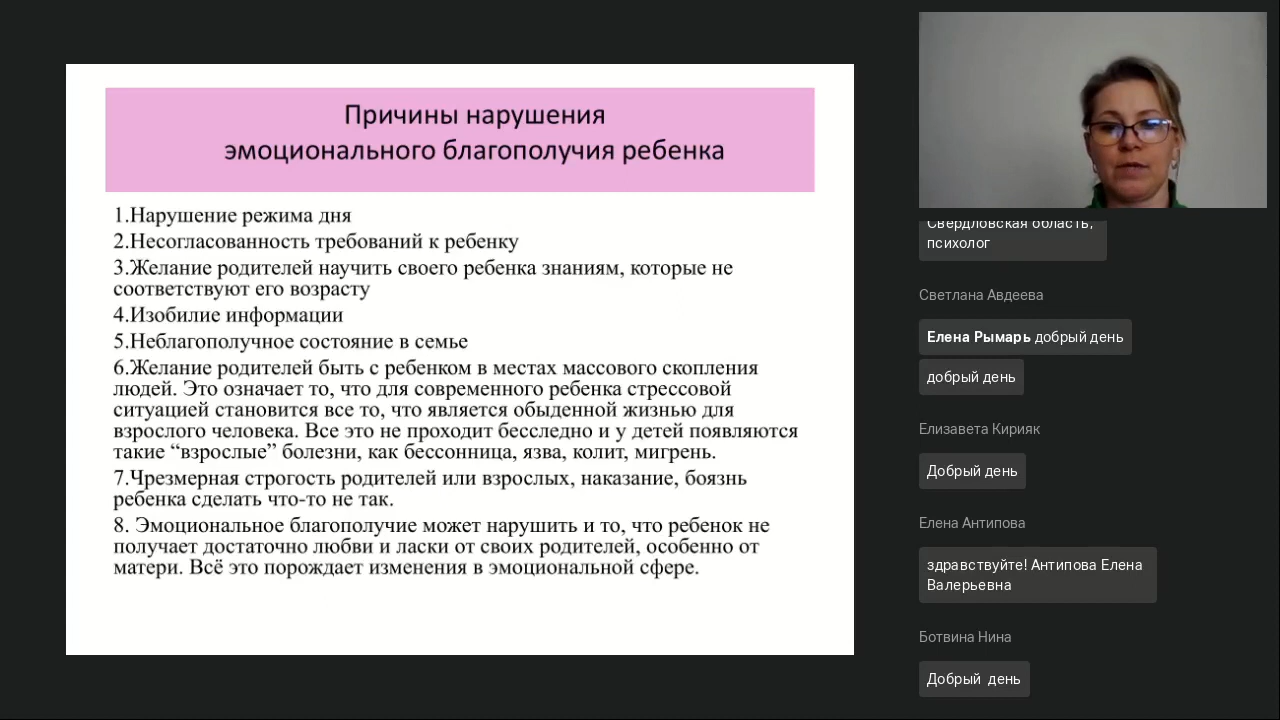 Причины нарушения
эмоционального благополучия ребенка
1.Нарушение режима дня
2.Несогласованность требований к ребенку
3.Желание родителей научить своего ребенка знаниям, которые не
соответствуют его возрасту
4.Изобилие информации
5.Неблагополучное состояние в семье
6.Желание родителей быть с ребенком в местах массового скопления
людей. Это означает то, что для современного ребенка стрессовой
ситуацией становится все то, что является обыденной жизнью для
взрослого человека. Все это не проходит бесследно и у детей появляются
такие “взрослые” болезни, как бессонница, язва, колит, мигрень.
7.Чрезмерная строгость родителей или взрослых, наказание, боязнь
ребенка сделать что-то не так.
8. Эмоциональное благополучие может нарушить и то, что ребенок не
получает достаточно любви и ласки от своих родителей, особенно от
матери. Всё это порождает изменения в эмоциональной сфере.
Свердловская область,
психолог
Светлана Авдеева
Елена Рымарь добрый день
добрый день
Елизавета Кирияк
Добрый день
Елена Антипова
здравствуйте! Антипова Елена
Валерьевна
Ботвина Нина
Добрый день